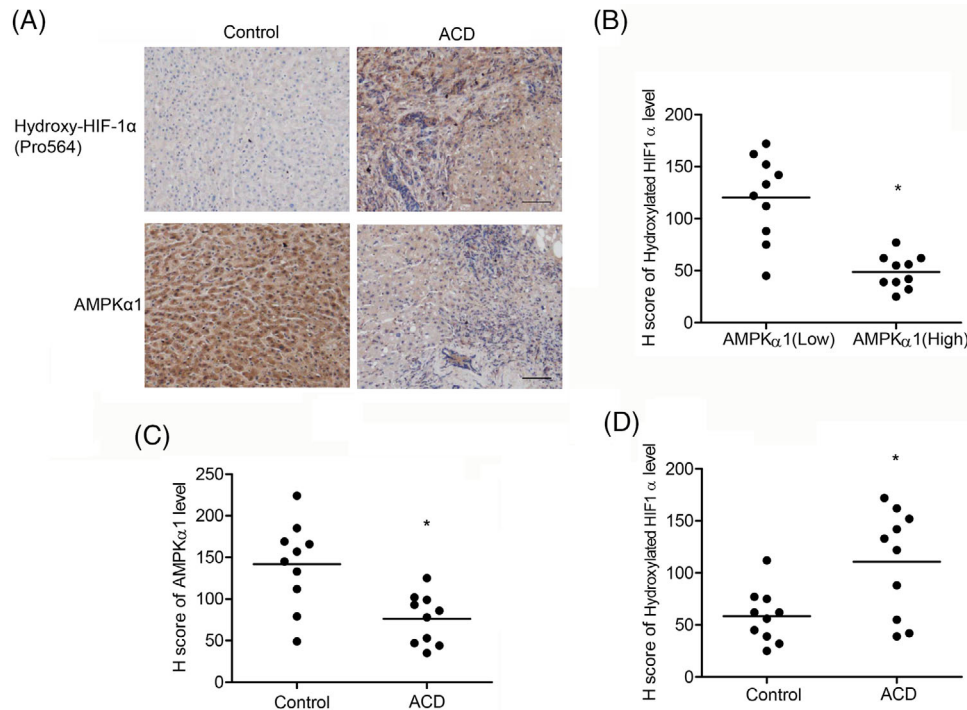 (A)
Control ACD
Hydroxy-HIF-1α
(Pro564)
AMPKα1
(B)
H score of Hydroxylated HIF1 α level
200
150
100
50
0
*
AMPKα1(Low) AMPKα1(High)
(C)
H score of AMPKα1 level
250
200
150
100
50
0
*
Control ACD
(D)
H score of Hydroxylated HIF1 α level
200
150
100
50
0
*
Control ACD